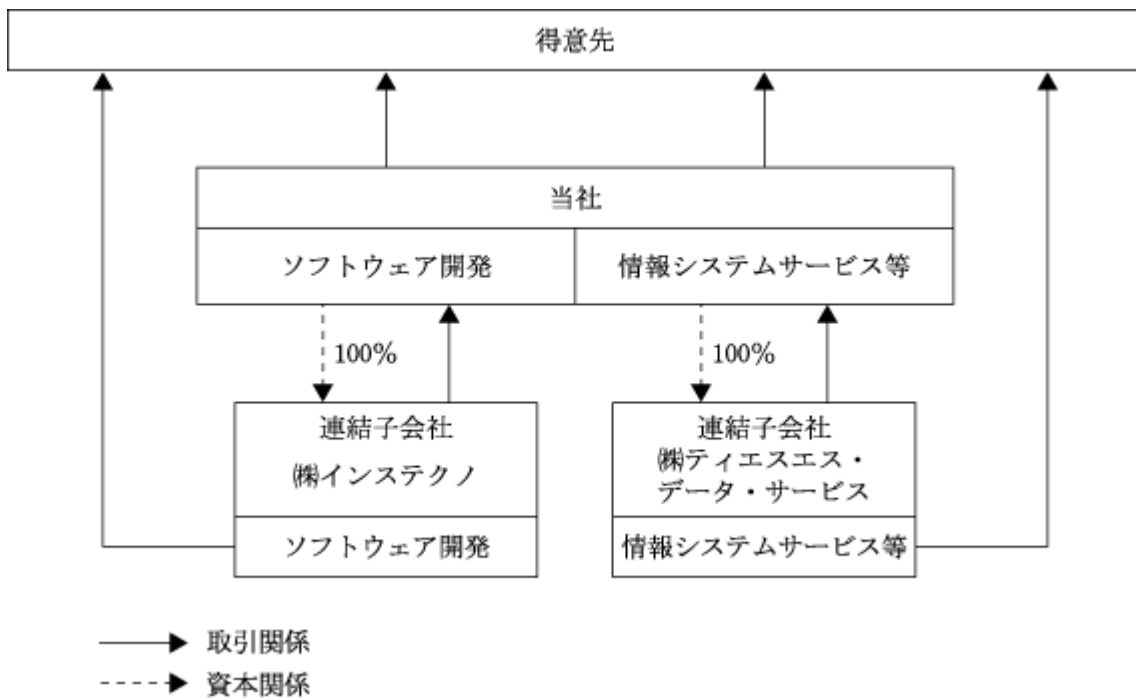 得意先
当社
ソフトウェア開発
情報システムサービス等
100%
100%
連結子会社
㈱インステクノ
ソフトウェア開発
連結子会社
㈱ティエスエス・
データ・サービス
情報システムサービス等
取引関係
資本関係